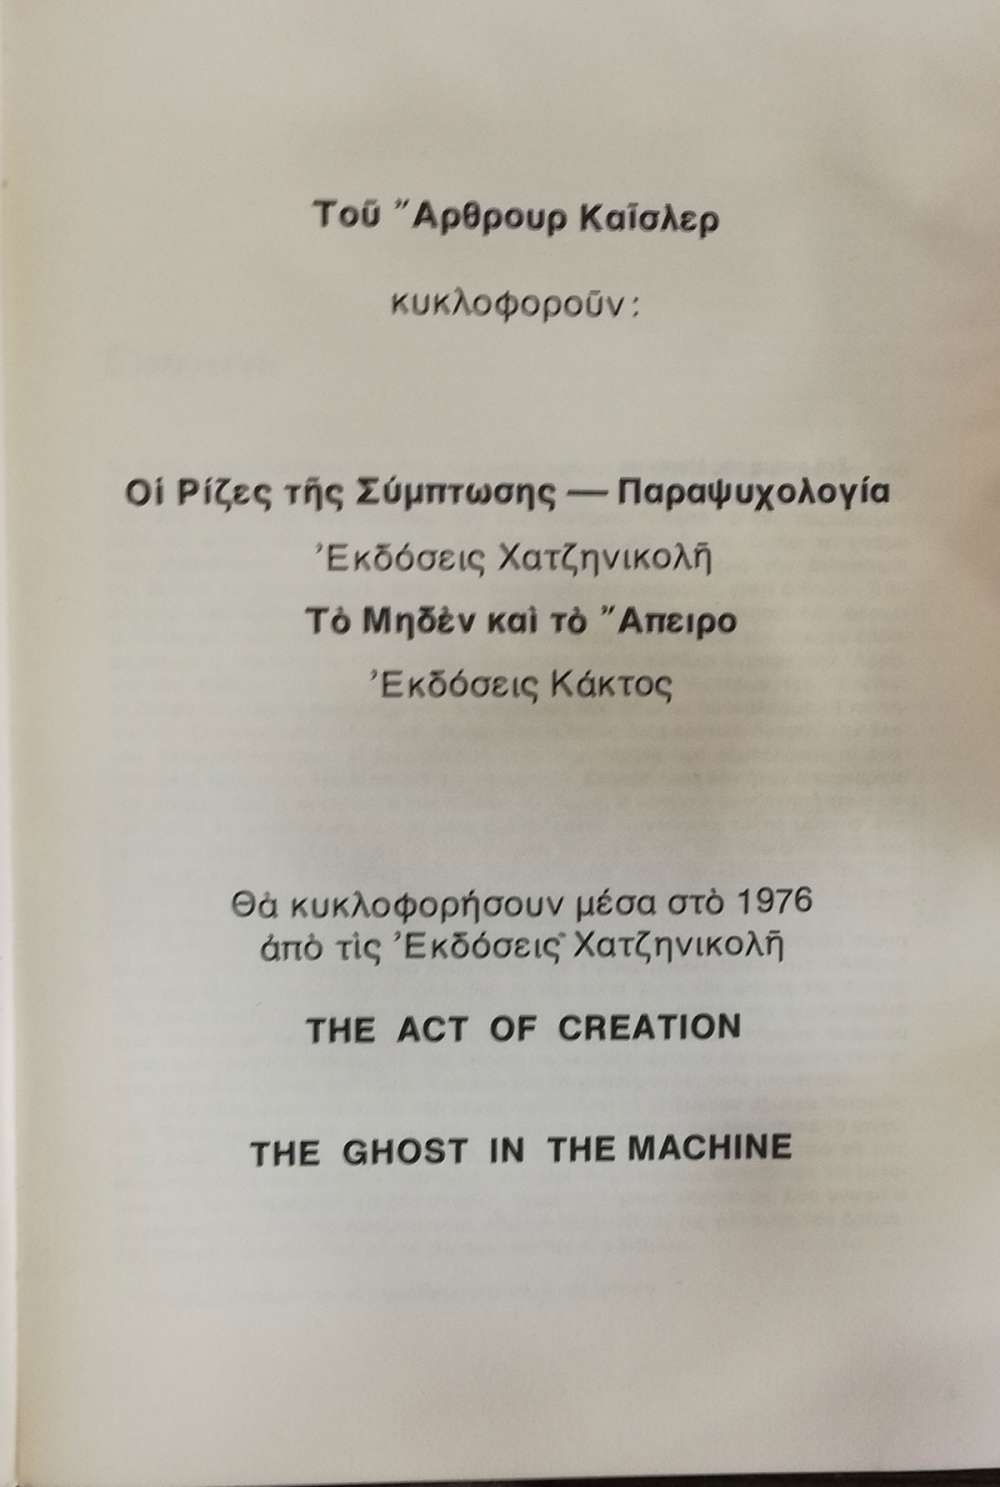 Τοῦ Ἄρθρουρ Καῖσλερ
κυκλοφοροῦν:
Οἱ Ρίζες τῆς Σύμπτωσης — Παραψυχολογία
Ἐκδόσεις Χατζηνικολῆ
Τὸ Μηδὲν καὶ τὸ Ἄπειρο
Ἐκδόσεις Κάκτος
Θὰ κυκλοφορήσουν μέσα στὸ 1976
ἀπὸ τὶς Ἐκδόσεις Χατζηνικολῆ
THE ACT OF CREATION
THE GHOST IN THE MACHINE